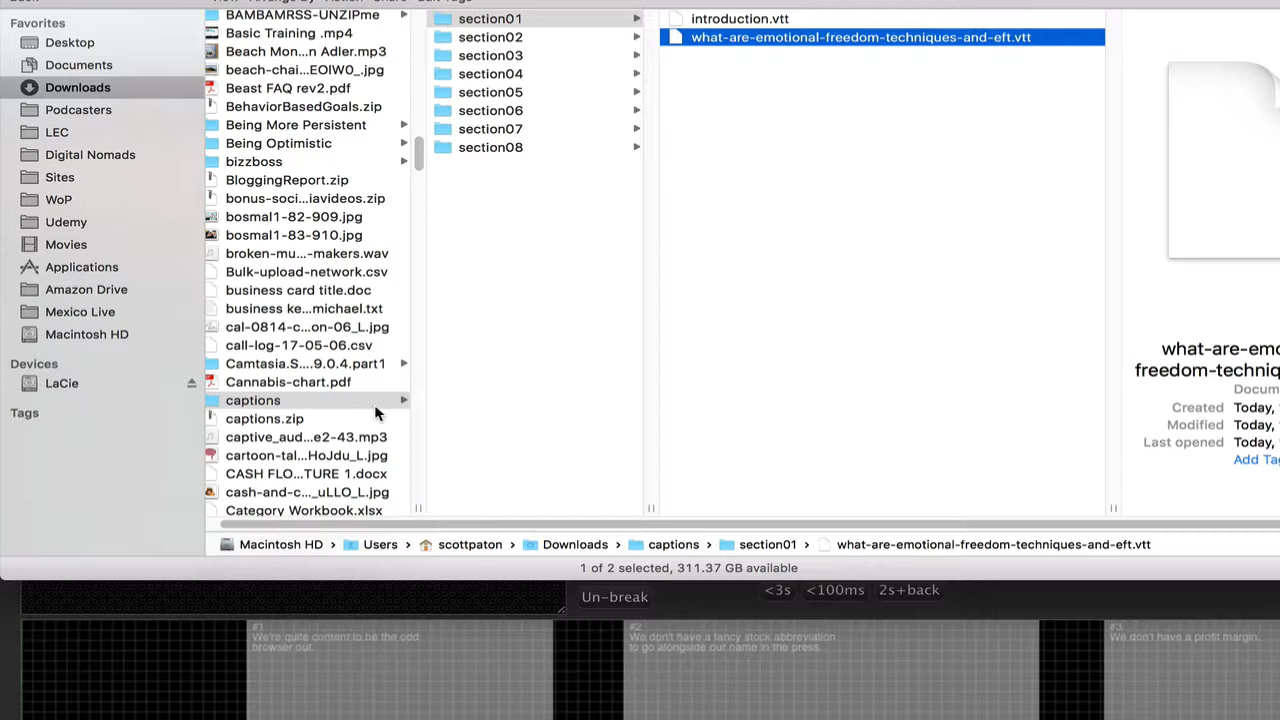 Favorites
Desktop
Documents
Downloads
Podcasters
LEC
Digital Nomads
Sites
WoP
Udemy
Movies
Applications
Amazon Drive
Mexico Live
Macintosh HD
Devices
LaCie
Tags
BAMBAMRSS-UNZIPme
Basic Training .mp4
Beach Mon...n Adler.mp3
beach-chai...EOIW0_.jpg
Beast FAQ rev2.pdf
BehaviorBasedGoals.zip
Being More Persistent
Being Optimistic
bizzboss
BloggingReport.zip
bonus-soci...iavideos.zip
bosmal1-82-909.jpg
bosmal1-83-910.jpg
broken-mu...-makers.wav
Bulk-upload-network.csv
business card title.doc
business ke...michael.txt
cal-0814-c...on-06_L.jpg
call-log-17-05-06.csv
Camtasia.S....9.0.4.part1
Cannabis-chart.pdf
captions
captions.zip
captive_aud...e2-43.mp3
cartoon-tal...HoJdu_L.jpg
CASH FLO...TURE 1.docx
cash-and-c..._uLLO_L.jpg
Category Workbook.xlsx
section01
section02
section03
section04
section05
section06
section07
section08
introduction.vtt
what-are-emotional-freedom-techniques-and-eft.vtt
what-are-emo
freedom-techniq
Docum
Created Today,
Modified Today,
Last opened Today,
Add Tag
Macintosh HD > Users > scottpaton > Downloads > captions > section01 > what-are-emotional-freedom-techniques-and-eft.vtt
1 of 2 selected, 311.37 GB available
Un-break
<3s <100ms 2s+back
#1
We're quite content to be the odd
browser out.
#2
We don't have a fancy stock abbreviation
to go alongside our name in the press.
#3
We don't have a profit margin.